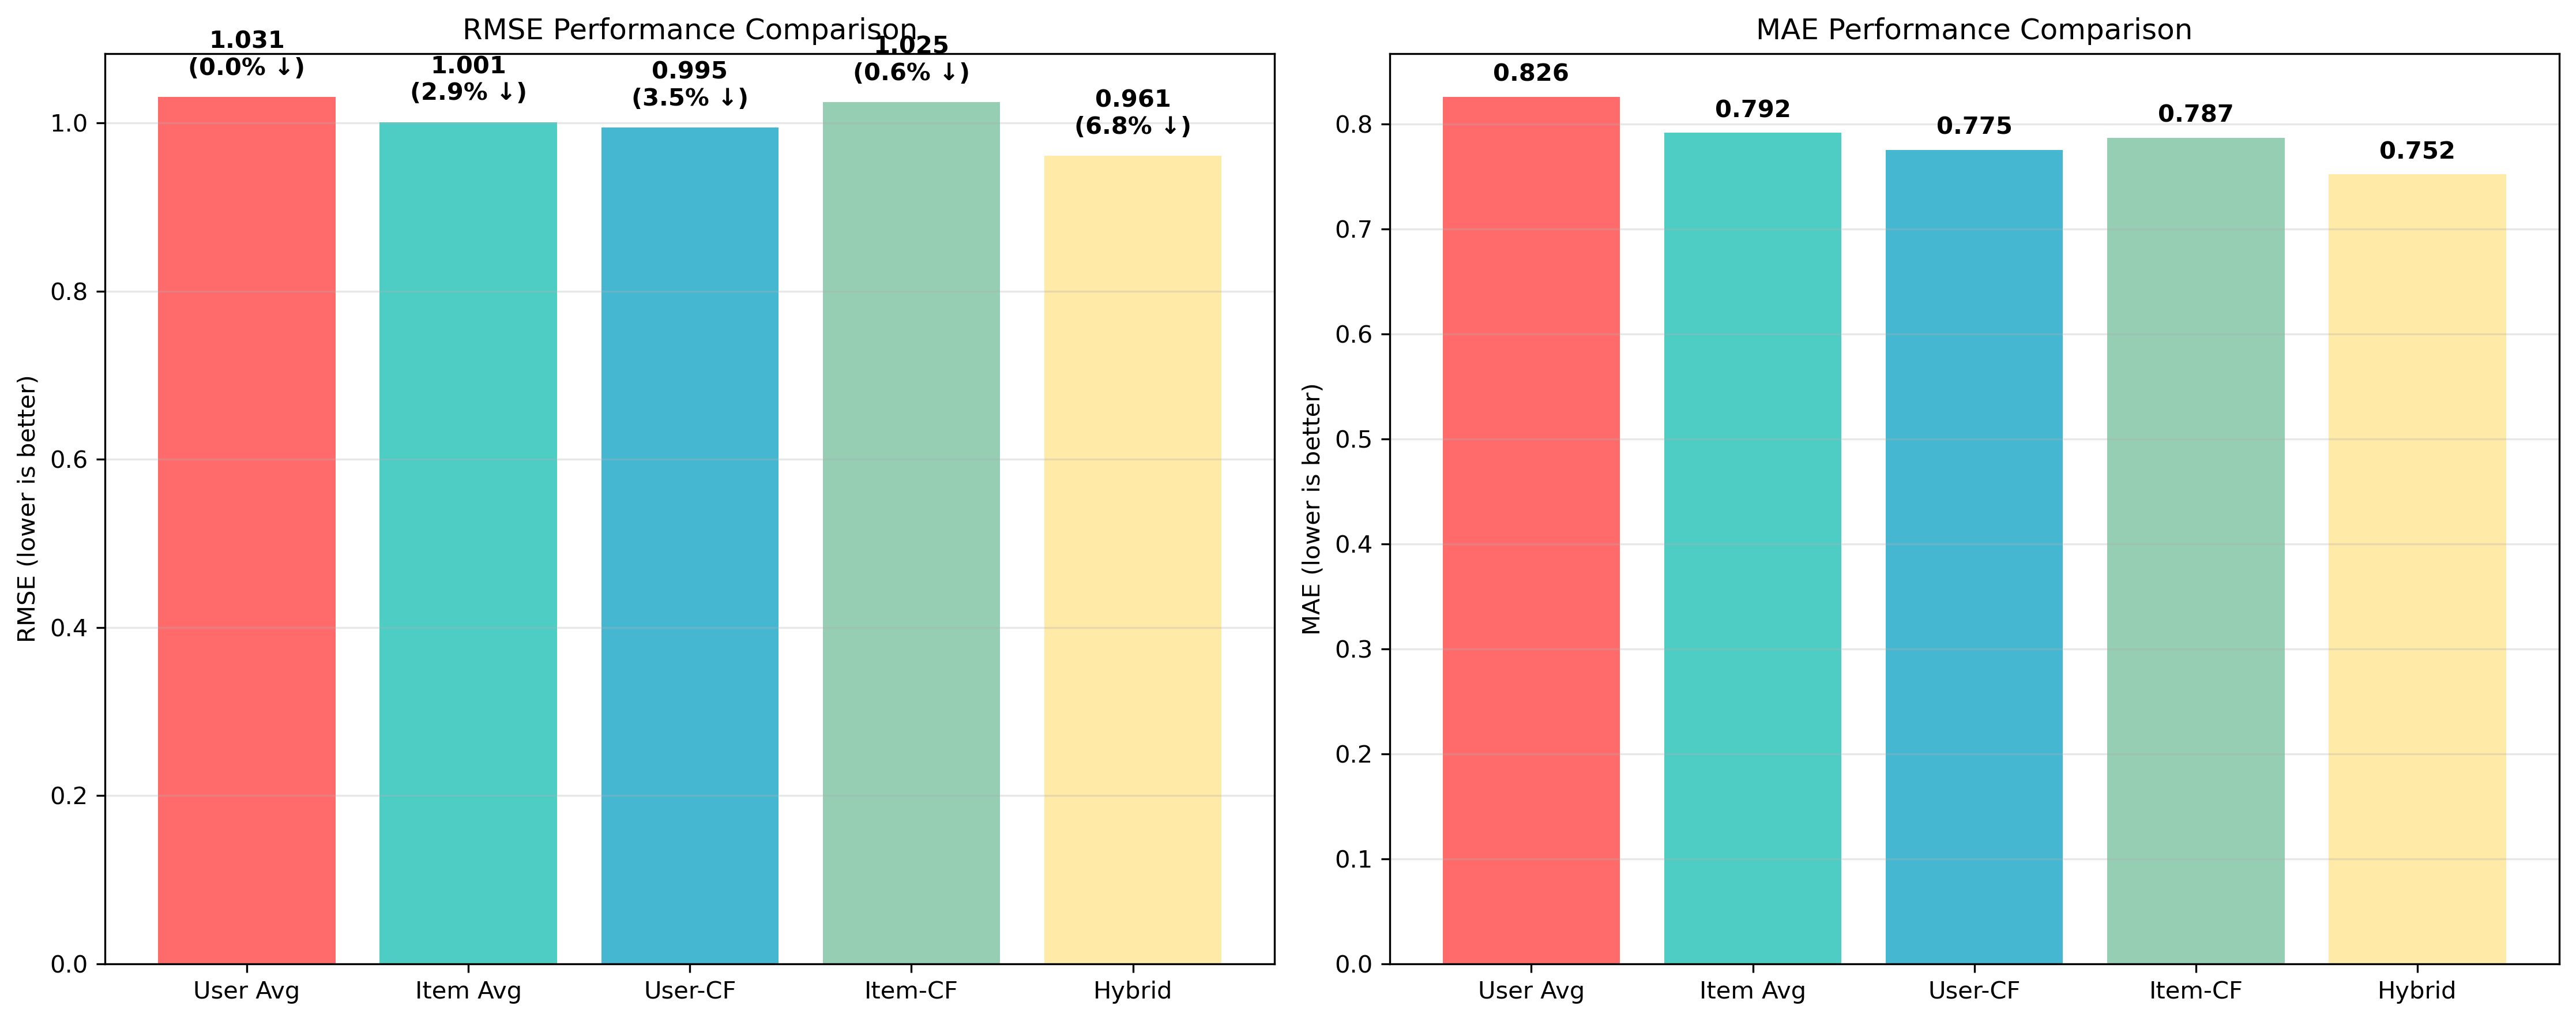 RMSE Performance Comparison
1.031
(0.0% ↓)
1.001
(2.9% ↓)
0.995
(3.5% ↓)
1.025
(0.6% ↓)
0.961
(6.8% ↓)
RMSE (lower is better)
1.0
0.8
0.6
0.4
0.2
0.0
User Avg
Item Avg
User-CF
Item-CF
Hybrid
MAE Performance Comparison
0.826
0.792
0.775
0.787
0.752
MAE (lower is better)
0.8
0.7
0.6
0.5
0.4
0.3
0.2
0.1
0.0
User Avg
Item Avg
User-CF
Item-CF
Hybrid